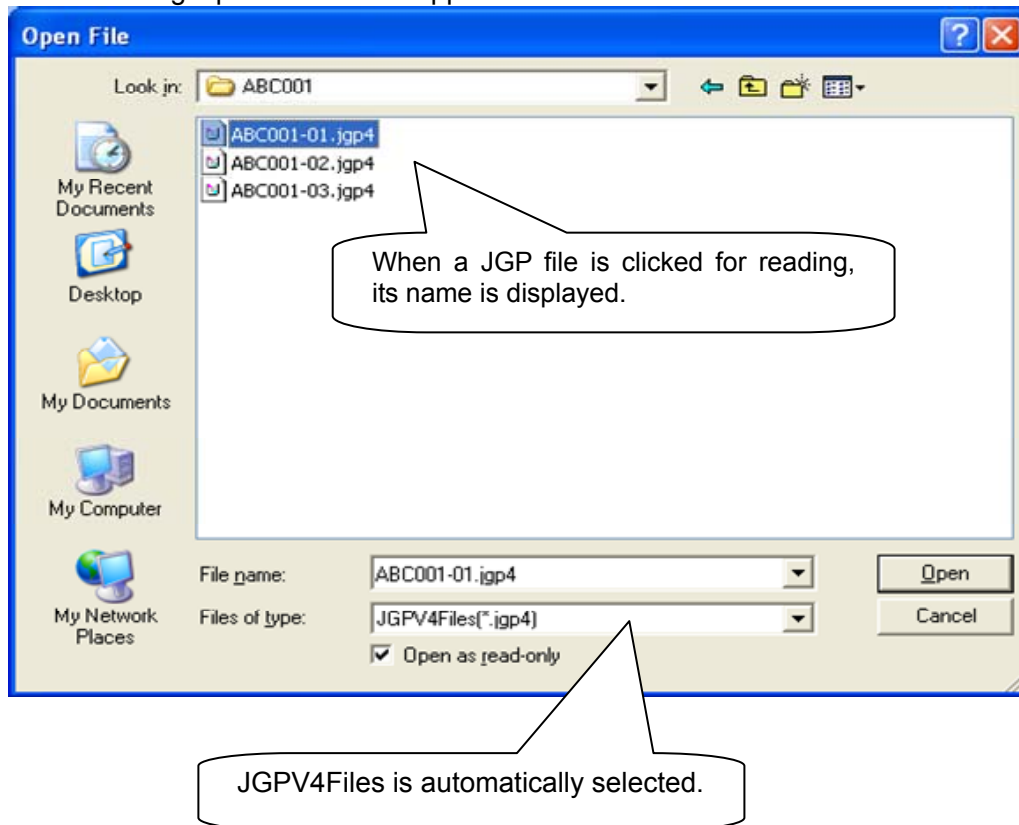 Open File
Look in:
ABC001
ABC001-01.jgp4
ABC001-02.jgp4
ABC001-03.jgp4
My Recent
Documents
When a JGP file is clicked for reading,
its name is displayed.
Desktop
My Documents
My Computer
File name:
ABC001-01.jgp4
Open
My Network
Places
Files of type:
JGPV4Files(*.jgp4)
Cancel
Open as read-only
JGPV4Files is automatically selected.